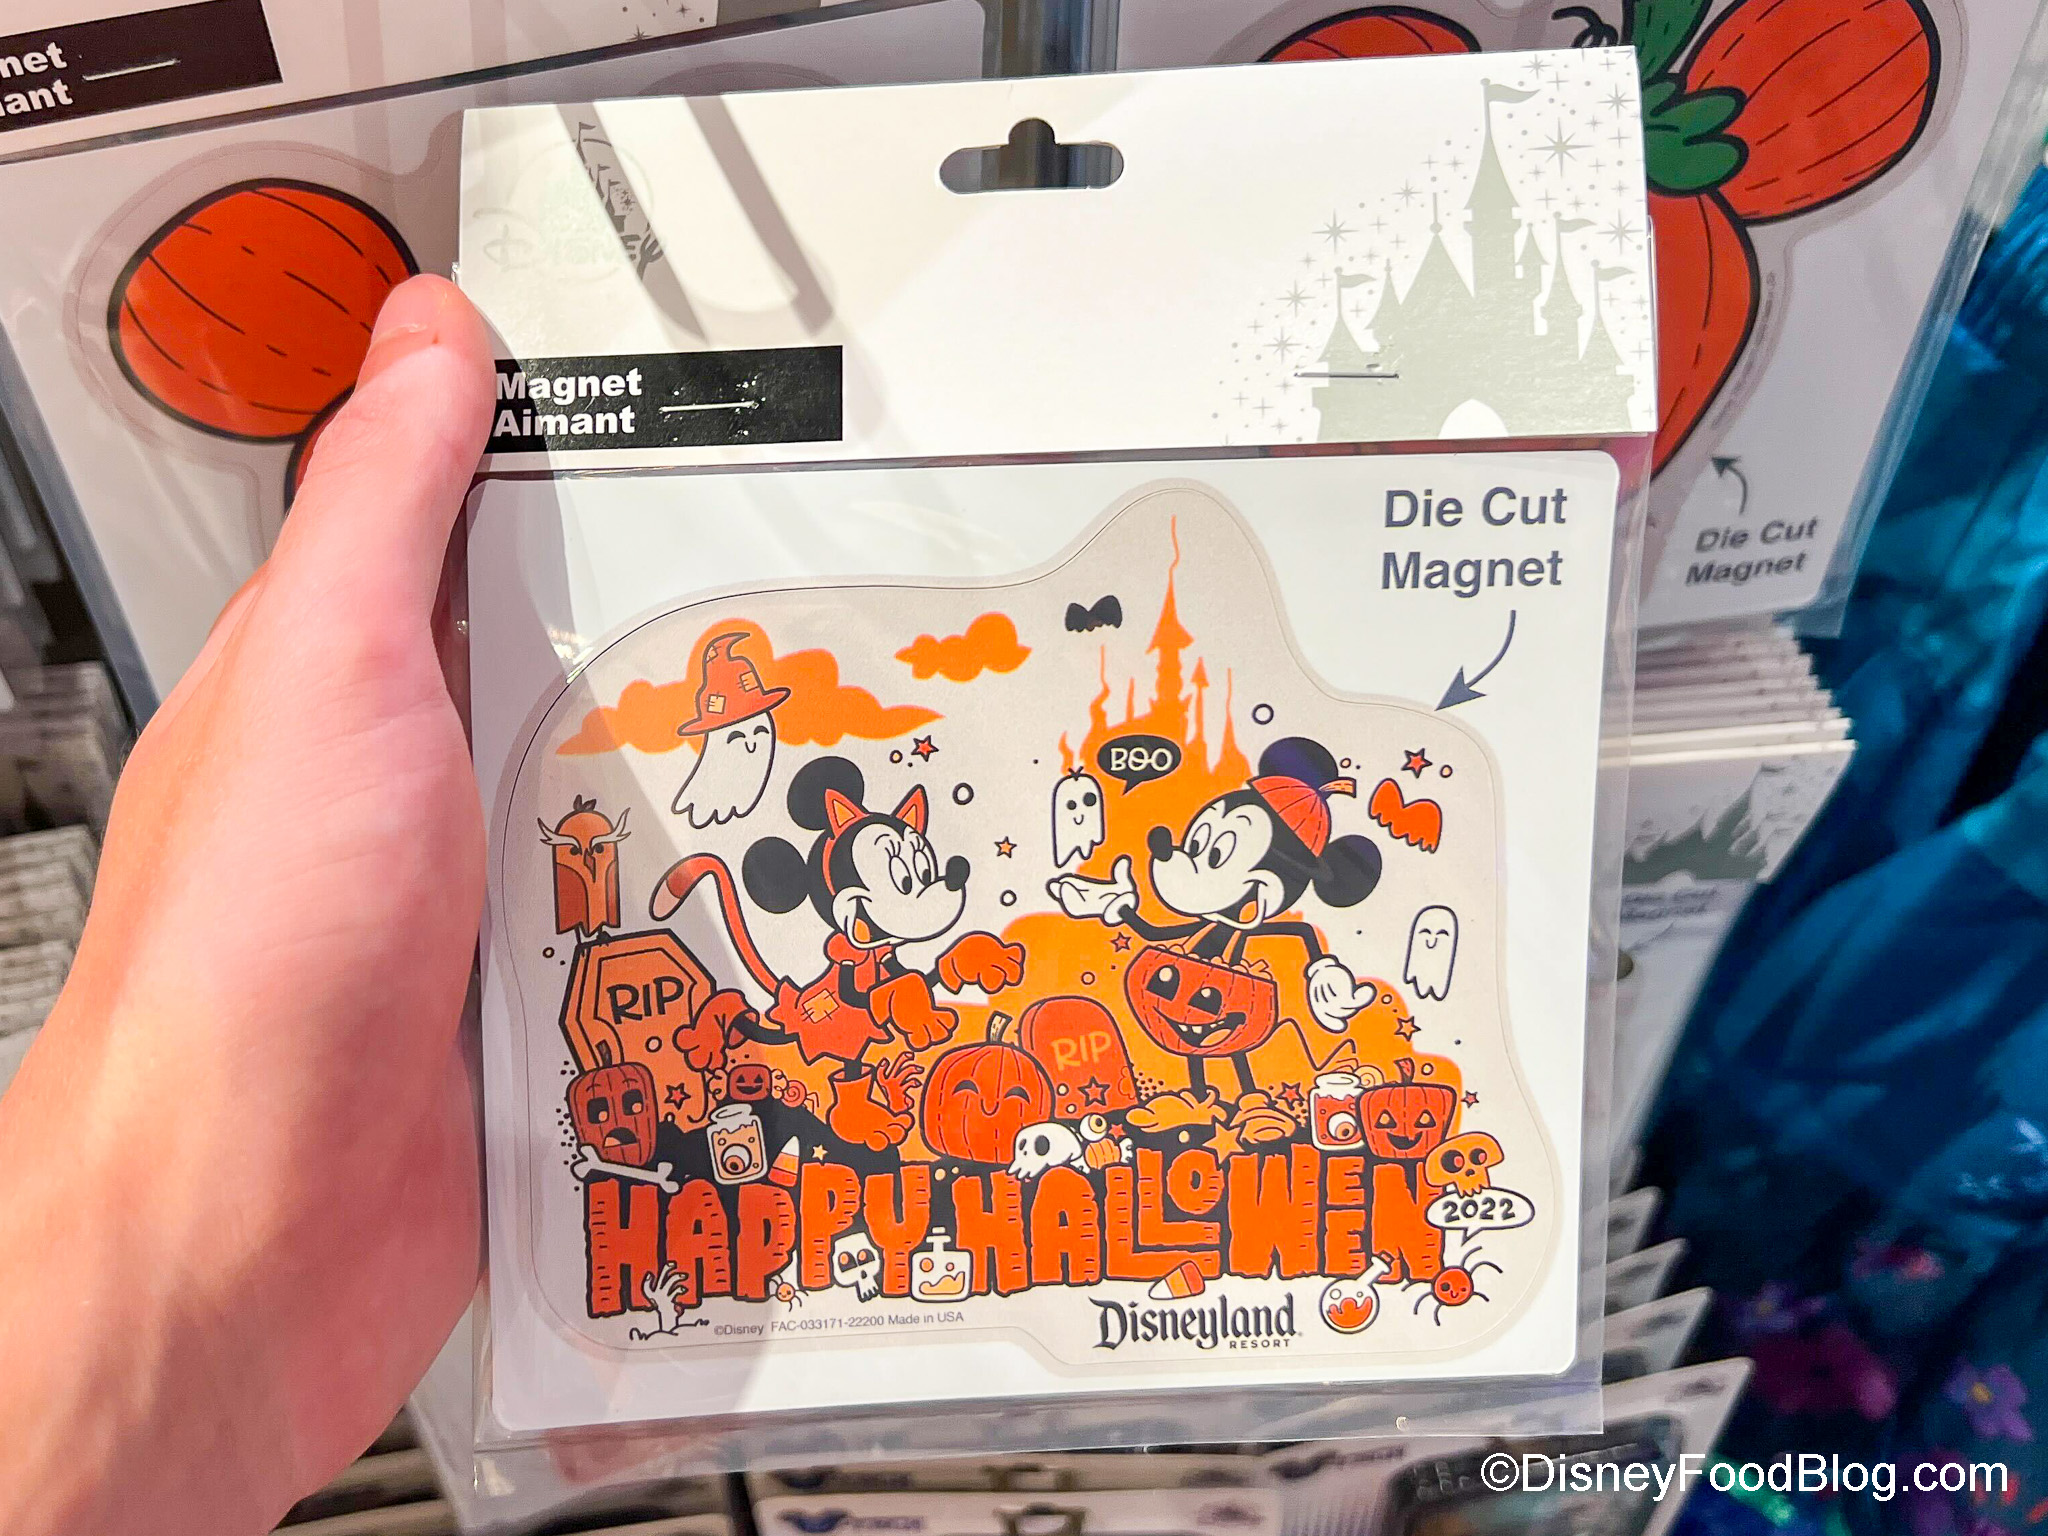 net
ant
Magnet
Aimant
Die Cut
Magnet
Die Cut
Magnet
BOO
RIP
RIP
HAPPY HALLOWEEN
2022
©Disney FAC-033171-22200 Made in USA
Disneyland
RESORT
©DisneyFoodBlog.com